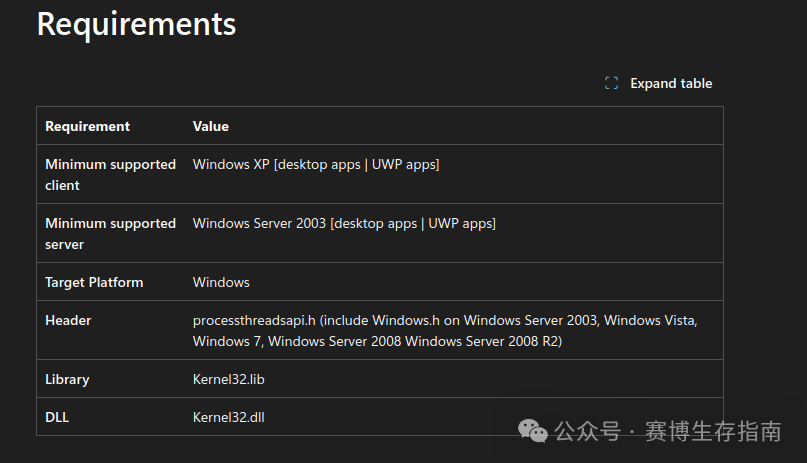 Requirements
Expand table
Requirement Value
Minimum supported Windows XP [desktop apps | UWP apps]
client
Minimum supported Windows Server 2003 [desktop apps | UWP apps]
server
Target Platform Windows
Header processthreadsapi.h (include Windows.h on Windows Server 2003, Windows Vista,
Windows 7, Windows Server 2008 Windows Server 2008 R2)
Library Kernel32.lib
DLL Kernel32.dll
公众号 · 赛博生存指南